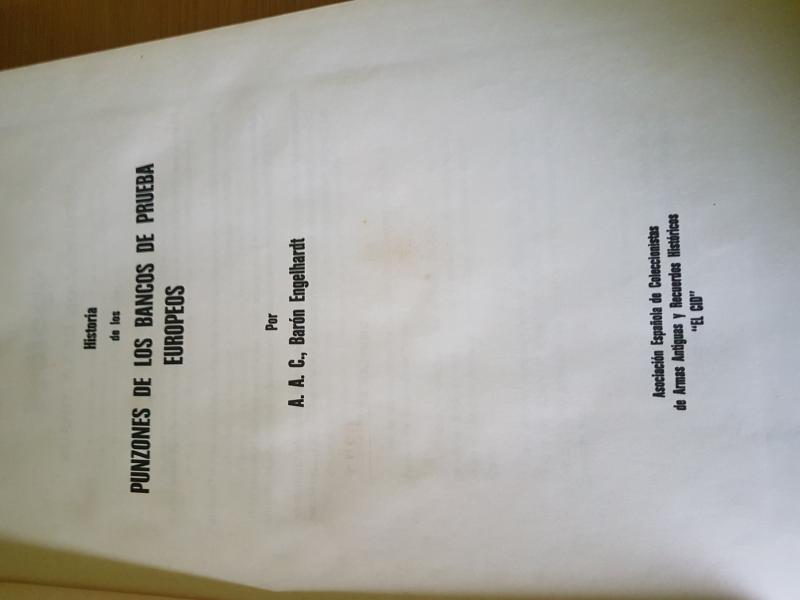 Historia
de los
PUNZONES DE LOS BANCOS DE PRUEBA
EUROPEOS
Por
A. A. C., Barón Engelhardt
Asociación Española de Coleccionistas
de Armas Antiguas y Recuerdos Históricos
"EL CID"